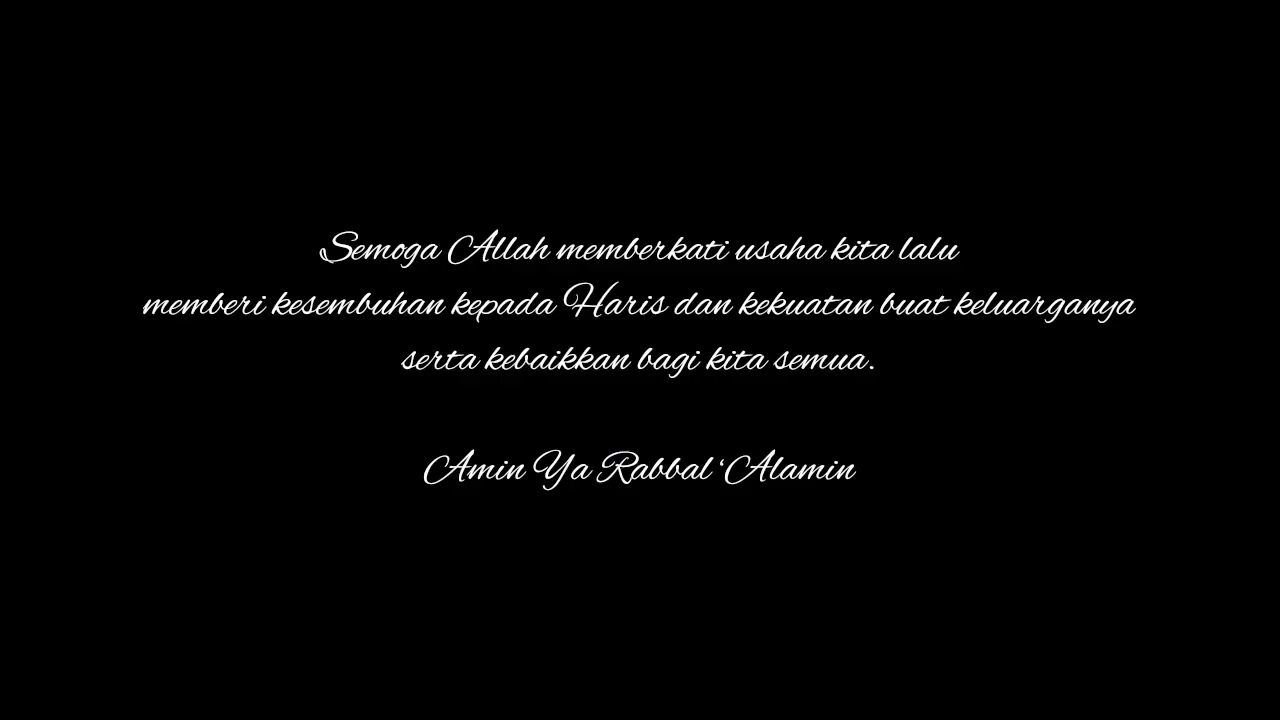 Semoga Allah memberkati usaha kita lalu
memberi kesembuhan kepada Haris dan kekuatan buat keluarganya
serta kebaikkan bagi kita semua.
Amin Ya Rabbal ‘Alamin